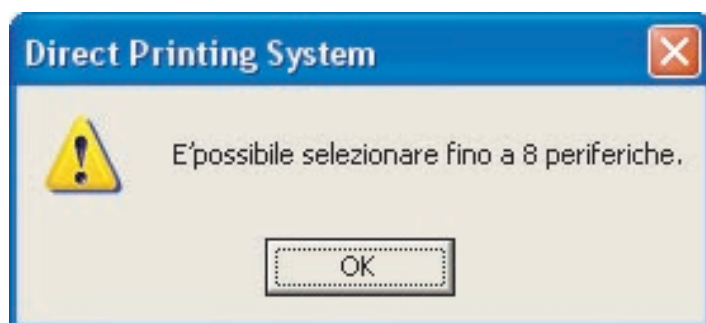 Direct Printing System
E'possibile selezionare fino a 8 periferiche.
OK